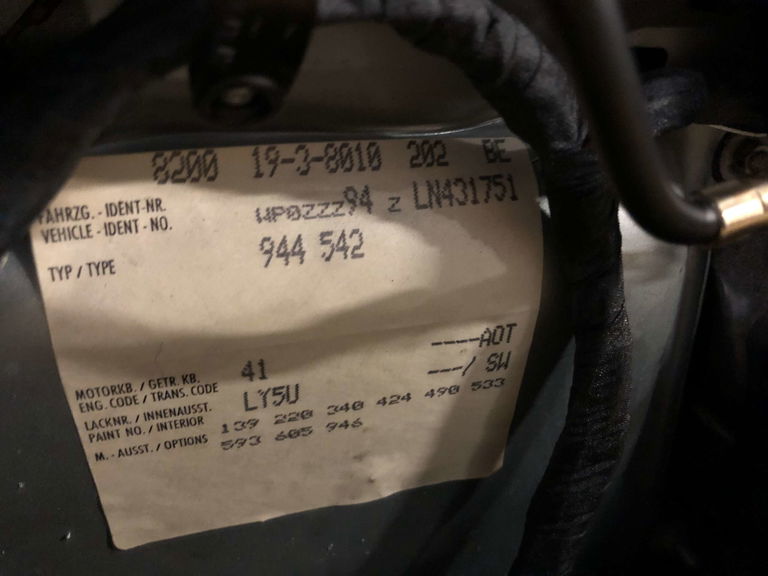 8200 19-3-8010 202 BE
FAHRZG. - IDENT-NR.
VEHICLE - IDENT - NO. WP0ZZZ94 Z LN431751
TYP / TYPE 944 542
MOTORKB. / GETR. KB.
ENG. CODE / TRANS. CODE 41 ----AOT
LACKNR. / INNENAUSST.
PAINT NO. / INTERIOR LY5U ---/ SW
M. - AUSST. / OPTIONS 139 220 340 424 490 533
593 605 946